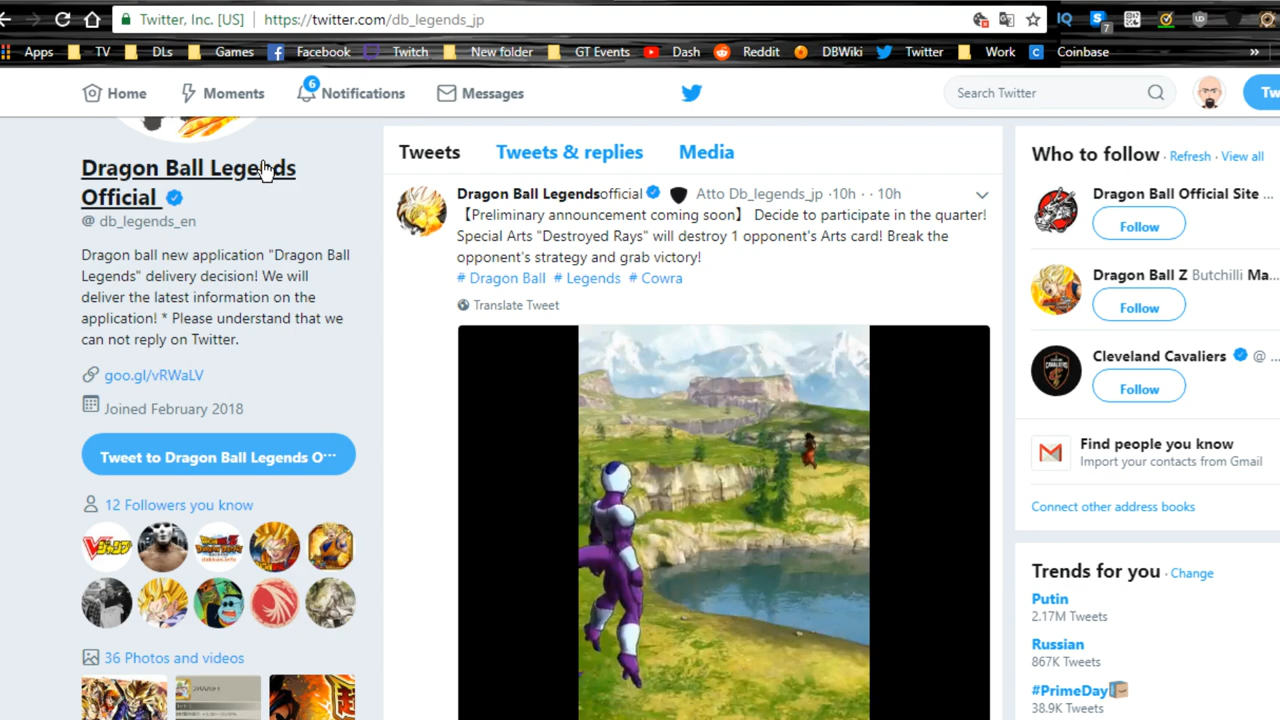 Twitter, Inc. [US] https://twitter.com/db_legends_jp
Apps TV DLs Games Facebook Twitch New folder GT Events Dash Reddit DBWiki Twitter Work Coinbase »
Home Moments 6 Notifications Messages Search Twitter Tw
Dragon Ball Legends
Official
@ db_legends_en
Dragon ball new application "Dragon Ball
Legends" delivery decision! We will
deliver the latest information on the
application! * Please understand that we
can not reply on Twitter.
goo.gl/vRWaLV
Joined February 2018
Tweet to Dragon Ball Legends O···
12 Followers you know
36 Photos and videos
Tweets Tweets & replies Media
Dragon Ball Legendsofficial Atto Db_legends_jp ·10h · · 10h
【Preliminary announcement coming soon】 Decide to participate in the quarter!
Special Arts "Destroyed Rays" will destroy 1 opponent's Arts card! Break the
opponent's strategy and grab victory!
# Dragon Ball # Legends # Cowra
Translate Tweet
Who to follow · Refresh · View all
Dragon Ball Official Site ...
Follow
Dragon Ball Z Butchilli Ma...
Follow
Cleveland Cavaliers @ ...
Follow
Find people you know
Import your contacts from Gmail
Connect other address books
Trends for you · Change
Putin
2.17M Tweets
Russian
867K Tweets
#PrimeDay
38.9K Tweets